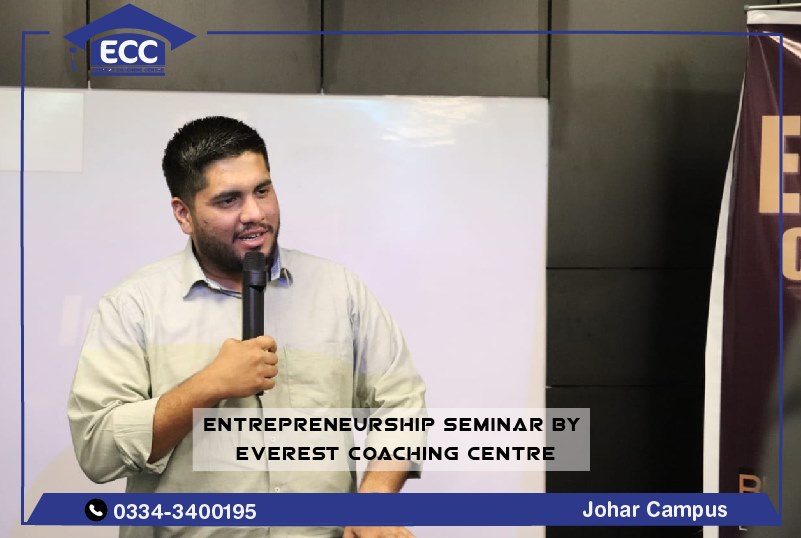 ECC
ENTREPRENEURSHIP SEMINAR BY
EVEREST COACHING CENTRE
0334-3400195
Johar Campus